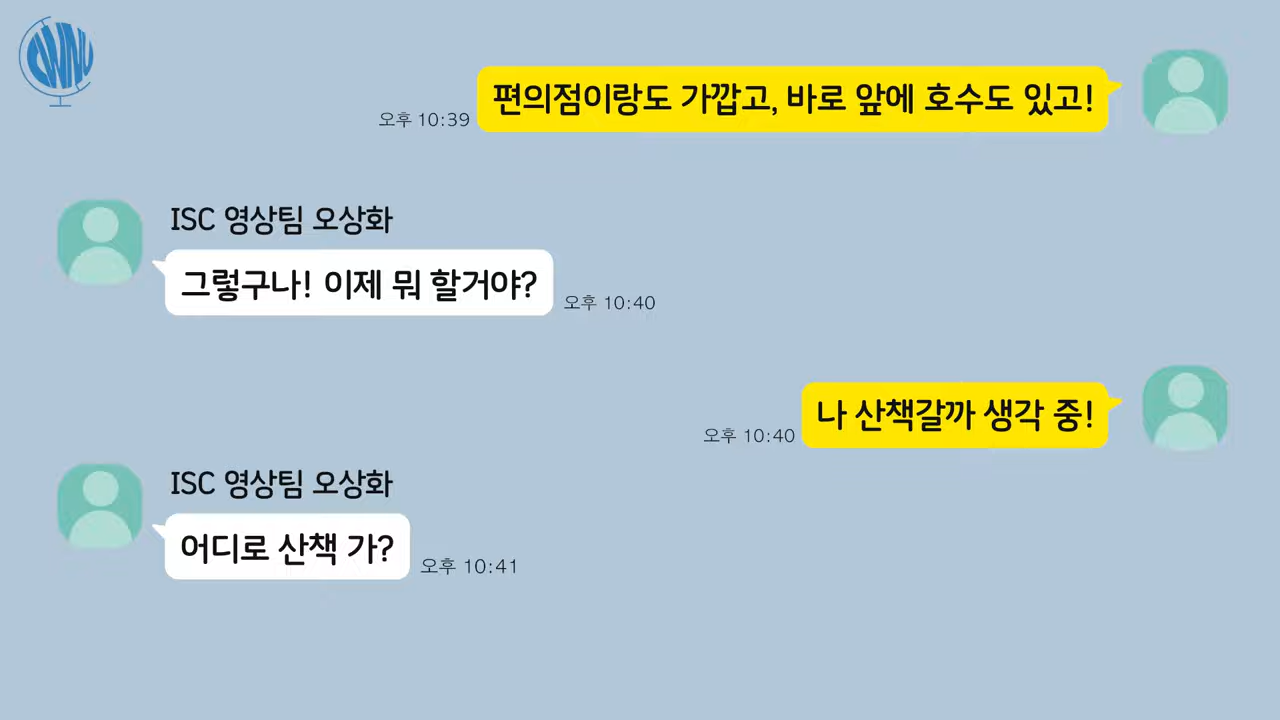 OWNU
편의점이랑도 가깝고, 바로 앞에 호수도 있고!
오후 10:39
ISC 영상팀 오상화
그렇구나! 이제 뭐 할거야?
오후 10:40
나 산책갈까 생각 중!
오후 10:40
ISC 영상팀 오상화
어디로 산책 가?
오후 10:41